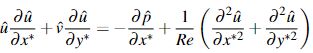 û ∂û/∂x* + v̂ ∂û/∂y* = − ∂p̂/∂x* + 1/Re ( ∂²û/∂x*² + ∂²û/∂y*² )